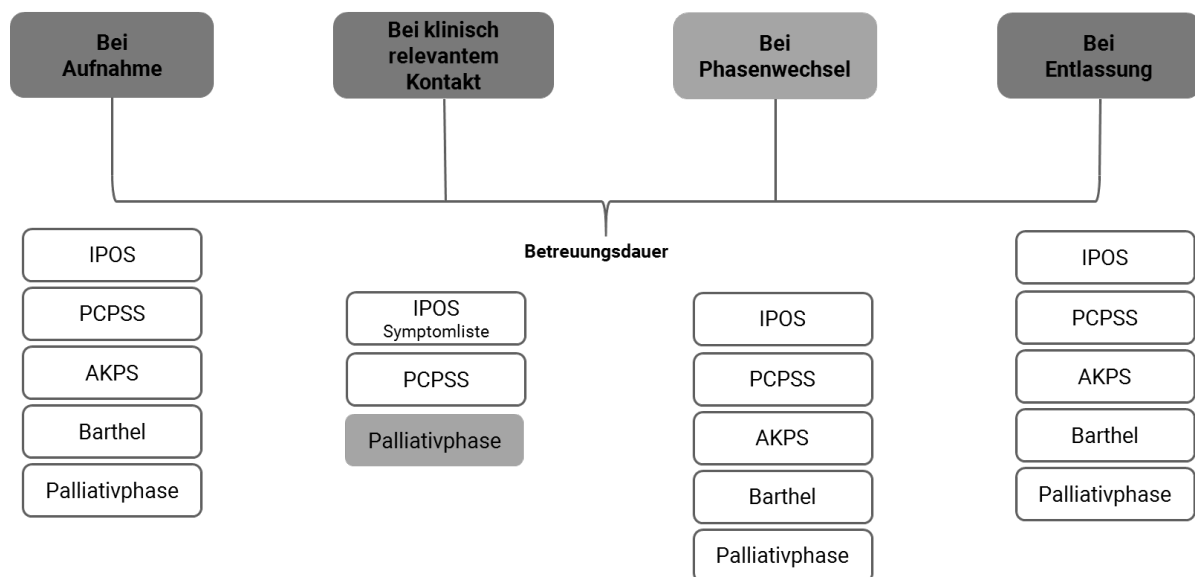 Bei
Aufnahme
Bei klinisch
relevantem
Kontakt
Bei
Phasenwechsel
Bei
Entlassung
Betreuungsdauer
IPOS
PCPSS
AKPS
Barthel
Palliativphase
IPOS
Symptomliste
PCPSS
Palliativphase
IPOS
PCPSS
AKPS
Barthel
Palliativphase
IPOS
PCPSS
AKPS
Barthel
Palliativphase